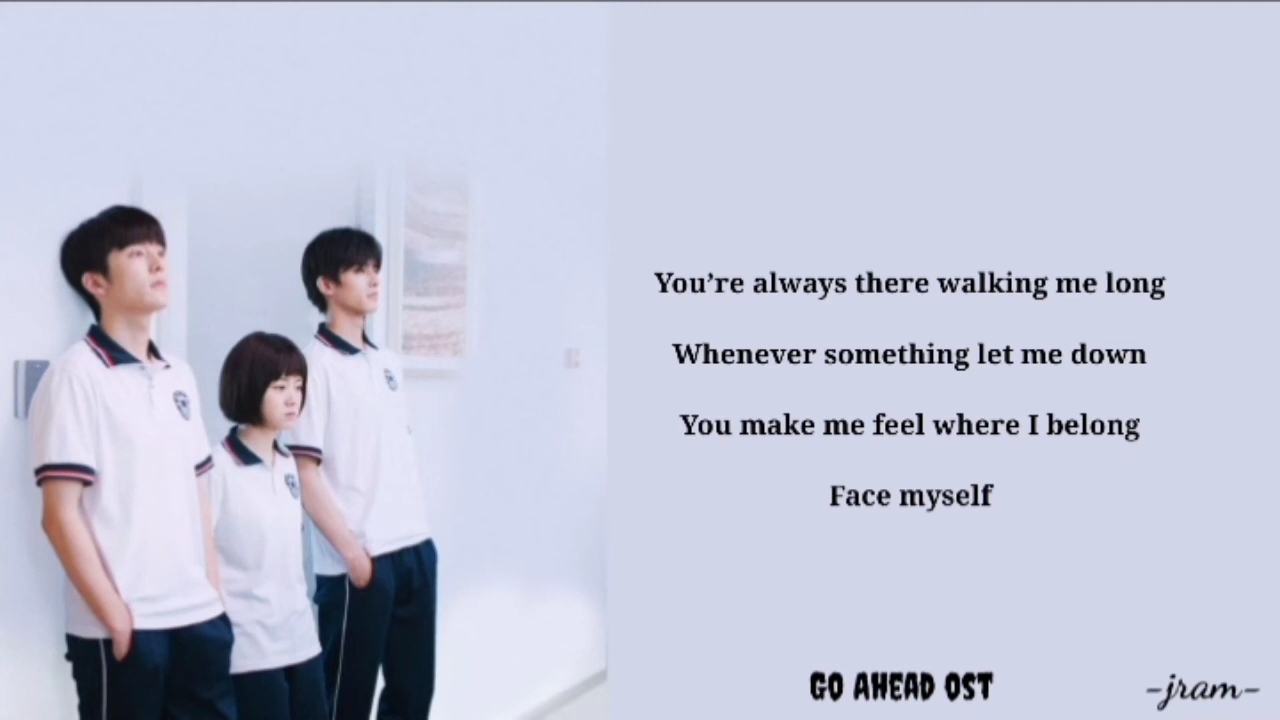 You’re always there walking me long
Whenever something let me down
You make me feel where I belong
Face myself
GO AHEAD OST
-jram-